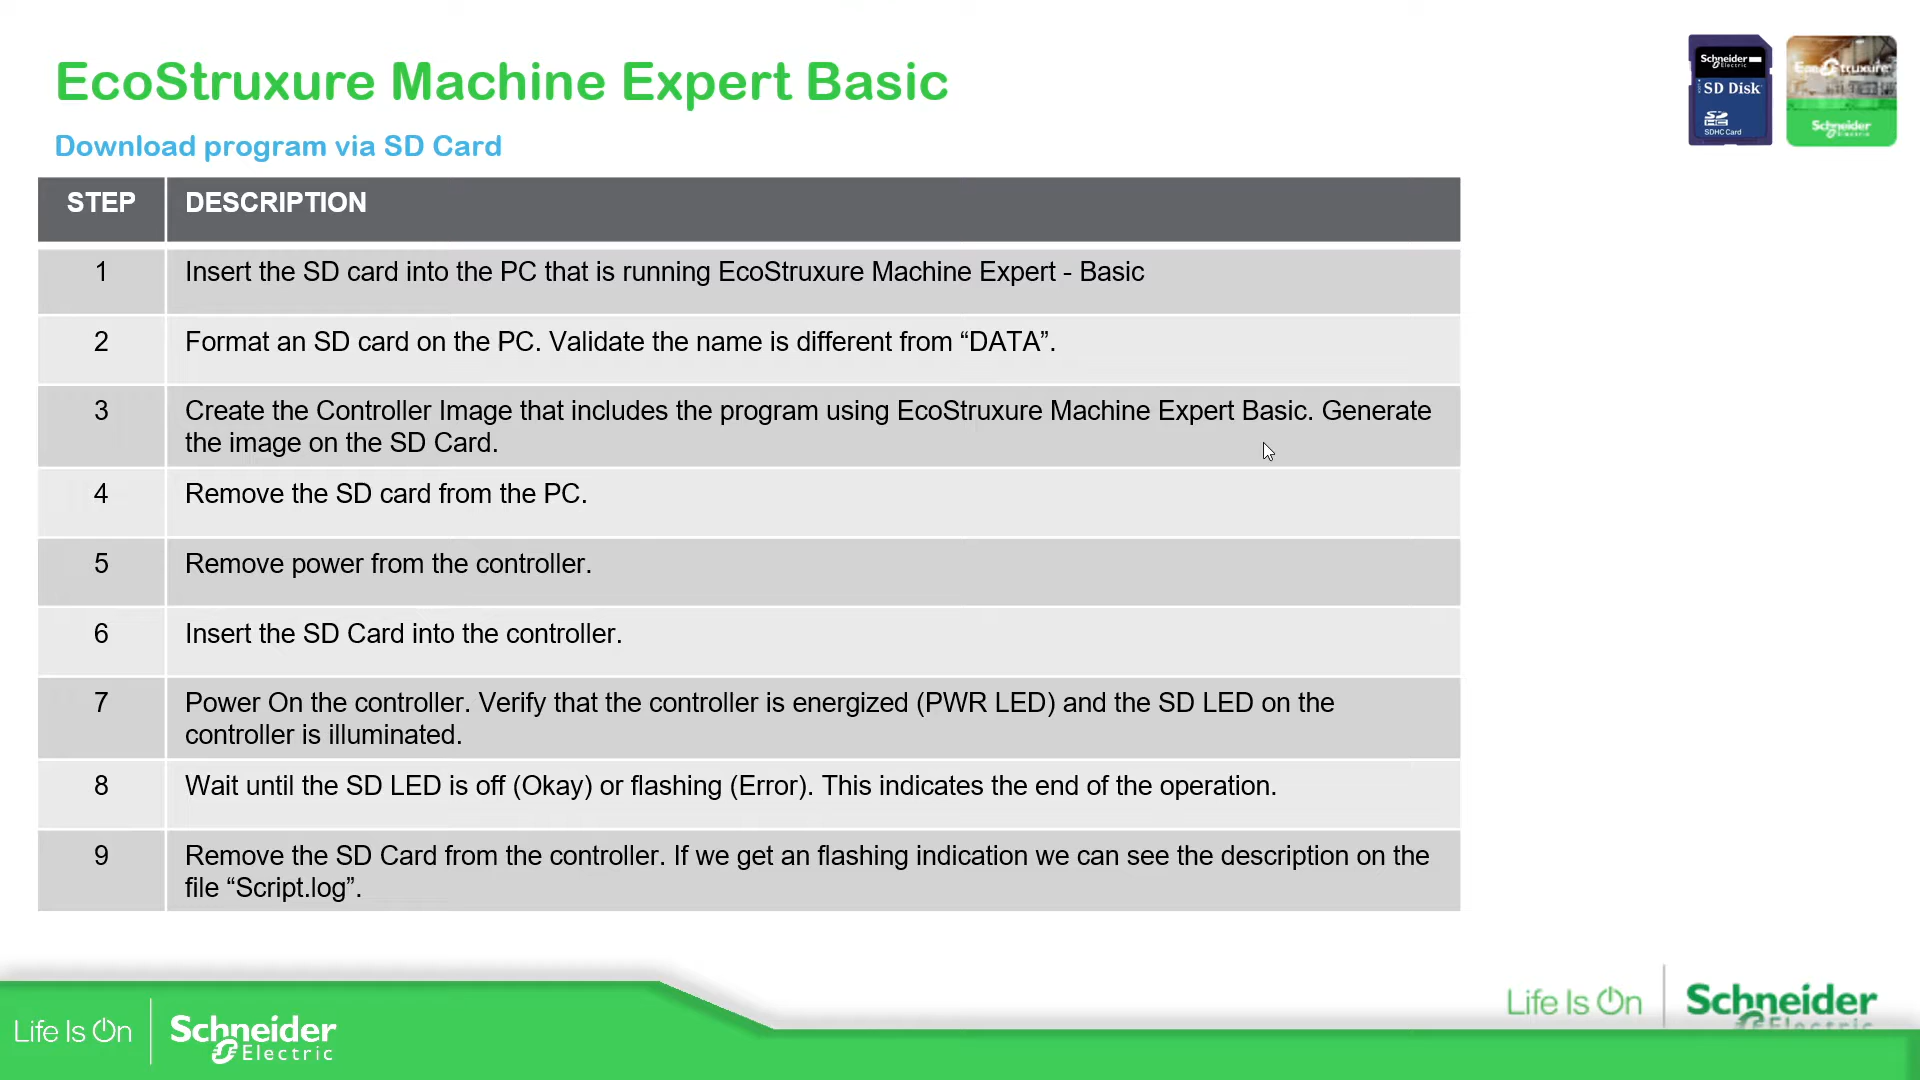 EcoStruxure Machine Expert Basic
Download program via SD Card
Schneider
Electric
SD Disk
SDHC Card
Schneider
Electric
STEP DESCRIPTION
1 Insert the SD card into the PC that is running EcoStruxure Machine Expert - Basic
2 Format an SD card on the PC. Validate the name is different from “DATA”.
3 Create the Controller Image that includes the program using EcoStruxure Machine Expert Basic. Generate
the image on the SD Card.
4 Remove the SD card from the PC.
5 Remove power from the controller.
6 Insert the SD Card into the controller.
7 Power On the controller. Verify that the controller is energized (PWR LED) and the SD LED on the
controller is illuminated.
8 Wait until the SD LED is off (Okay) or flashing (Error). This indicates the end of the operation.
9 Remove the SD Card from the controller. If we get an flashing indication we can see the description on the
file “Script.log”.
Life Is On
Schneider
Electric
Life Is On
Schneider
Electric